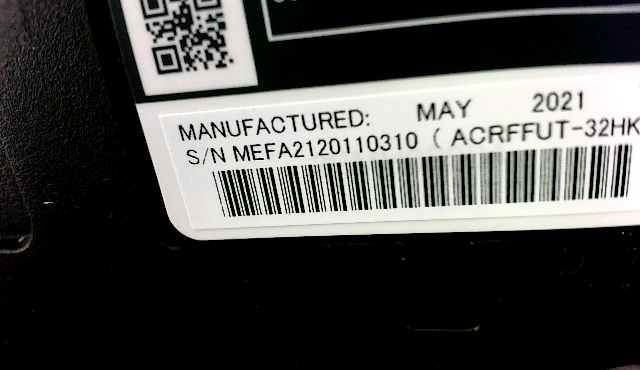 MANUFACTURED: MAY 2021
S/N MEFA2120110310 ( ACRFFUT-32HK